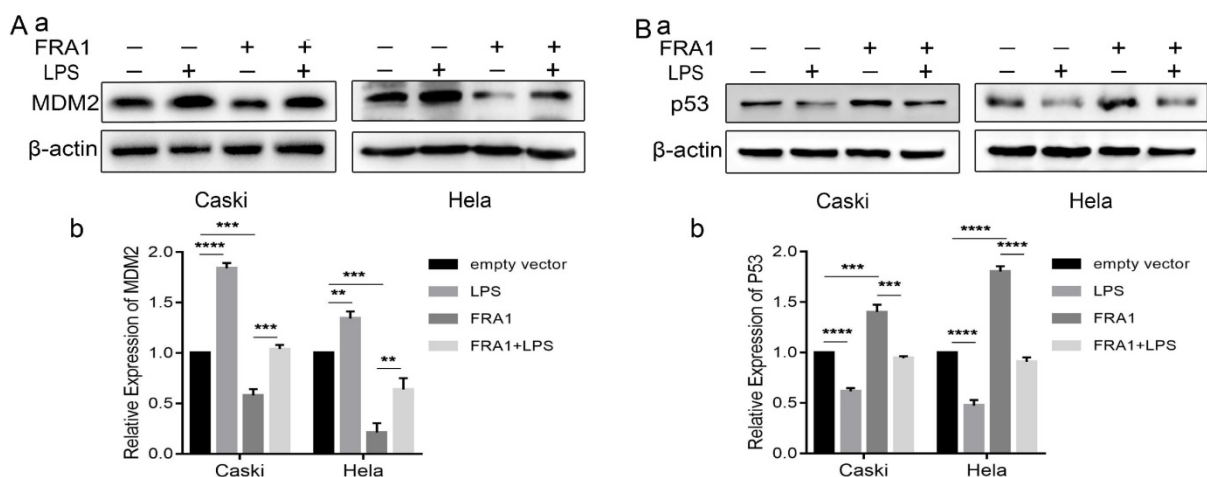 A a
FRA1 − − + +
LPS − + − +
MDM2
β-actin
Caski
− − + +
− + − +
Hela
b
Relative Expression of MDM2
2.0
1.5
1.0
0.5
0.0
*** 
****
***
***
**
**
Caski Hela
empty vector
LPS
FRA1
FRA1+LPS
B a
FRA1 − − + +
LPS − + − +
p53
β-actin
Caski
− − + +
− + − +
Hela
b
Relative Expression of P53
2.0
1.5
1.0
0.5
0.0
***
****
***
****
****
****
Caski Hela
empty vector
LPS
FRA1
FRA1+LPS